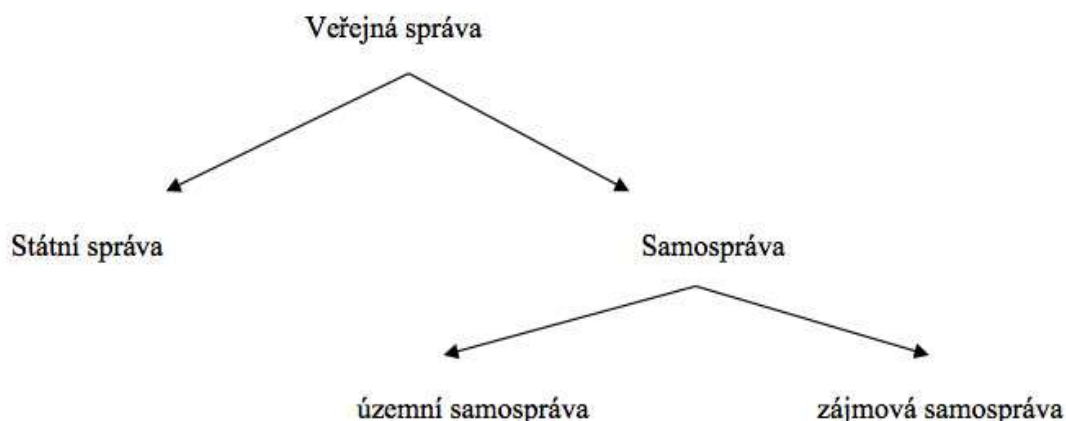 Veřejná správa
Státní správa
Samospráva
územní samospráva
zájmová samospráva